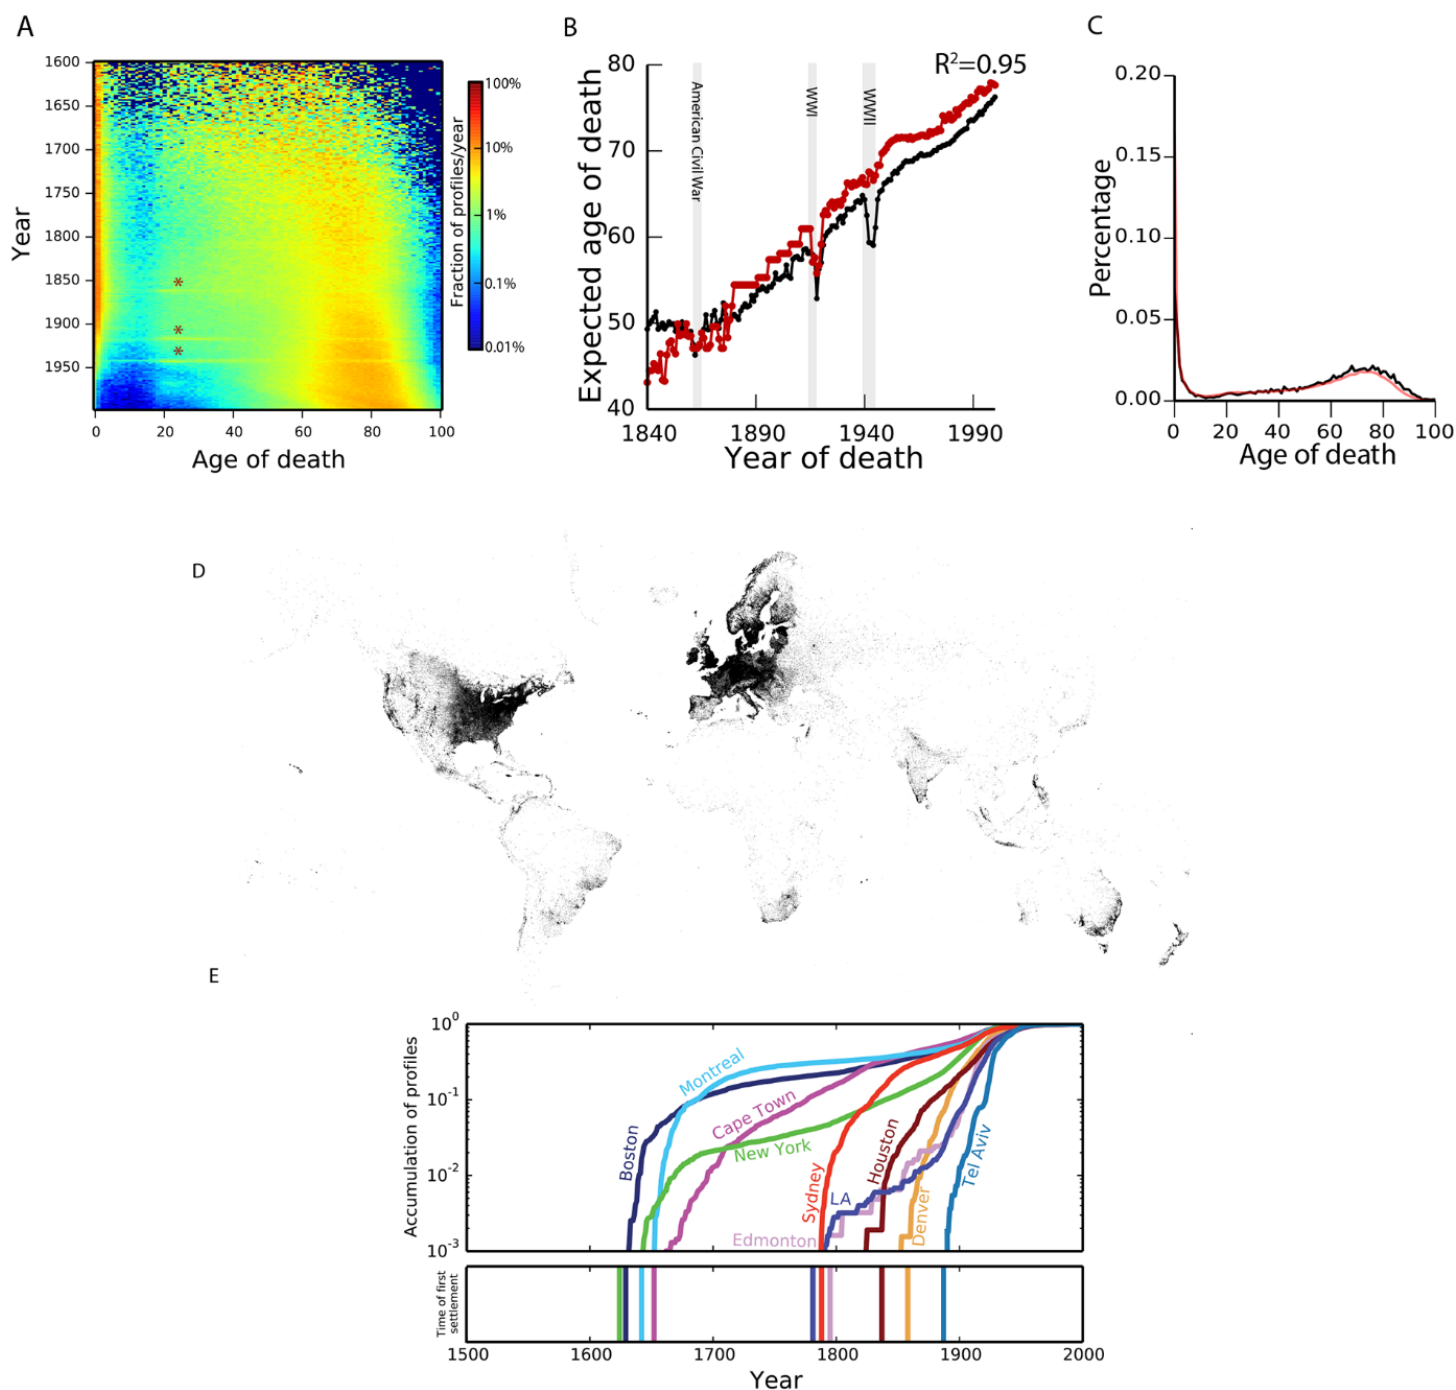 A
1600
1650
1700
1750
1800
1850
1900
1950
Year
*
*
*
0
20
40
60
80
100
Age of death
100%
10%
1%
0.1%
0.01%
Fraction of profiles/year
B
R²=0.95
80
70
60
50
40
Expected age of death
American Civil War
WWI
WWII
1840
1890
1940
1990
Year of death
C
0.20
0.15
0.10
0.05
0.00
Percentage
0
20
40
60
80
100
Age of death
D
E
10⁰
10⁻¹
10⁻²
10⁻³
Accumulation of profiles
Boston
Montreal
Cape Town
New York
Sydney
LA
Edmonton
Houston
Denver
Tel Aviv
Time of first
settlement
1500
1600
1700
1800
1900
2000
Year